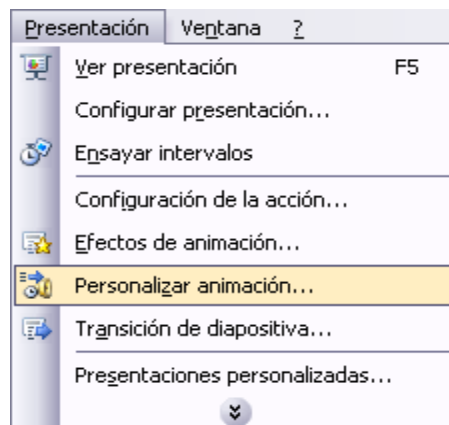 Presentación Ventana ?
Ver presentación F5
Configurar presentación...
Ensayar intervalos
Configuración de la acción...
Efectos de animación...
Personalizar animación...
Transición de diapositiva...
Presentaciones personalizadas...